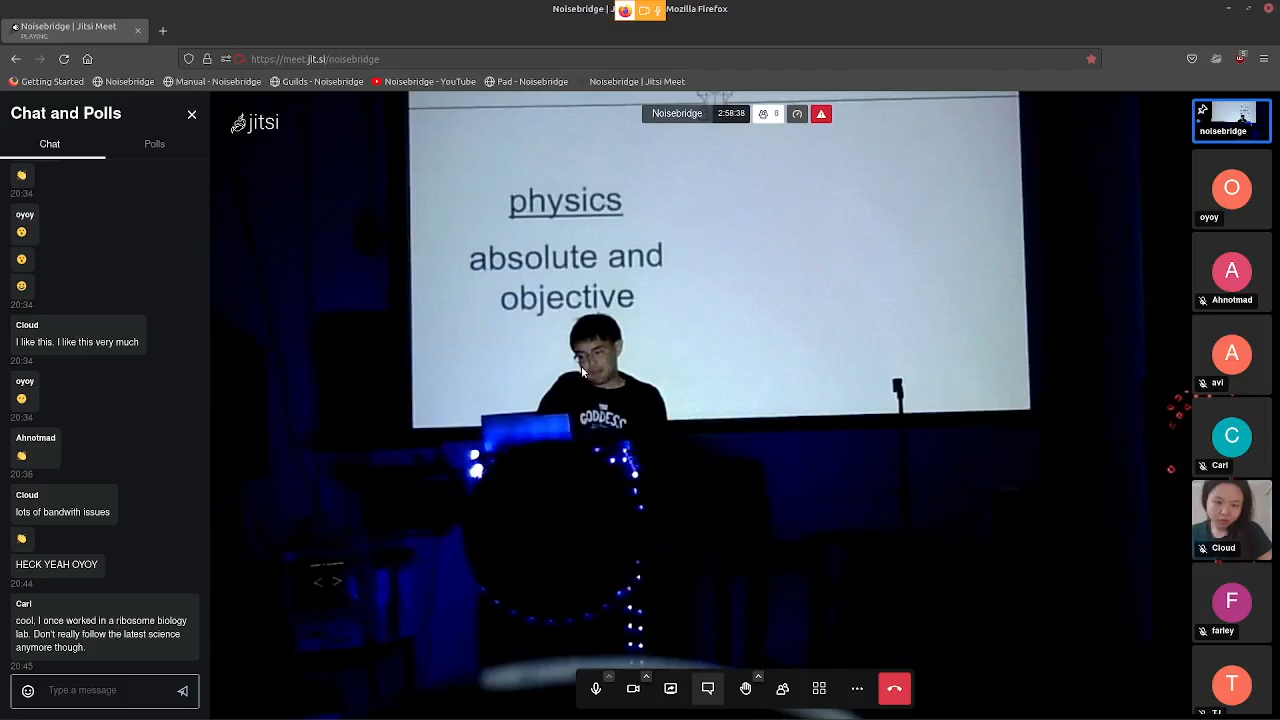 Noisebridge | J
Mozilla Firefox
Noisebridge | Jitsi Meet
PLAYING
https://meet.jit.si/noisebridge
Getting Started
Noisebridge
Manual - Noisebridge
Guilds - Noisebridge
Noisebridge - YouTube
Pad - Noisebridge
Noisebridge | Jitsi Meet
Chat and Polls
Chat
Polls
20:34
oyoy
20:34
Cloud
I like this. I like this very much
20:34
oyoy
20:34
Ahnotmad
20:36
Cloud
lots of bandwith issues
HECK YEAH OYOY
20:44
Carl
cool, I once worked in a ribosome biology
lab. Don't really follow the latest science
anymore though.
20:45
Type a message
jitsi
Noisebridge
2:58:38
8
physics
absolute and
objective
THE
GODDESS
< >
noisebridge
O
oyoy
A
Ahnotmad
A
avi
C
Carl
Cloud
F
farley
T